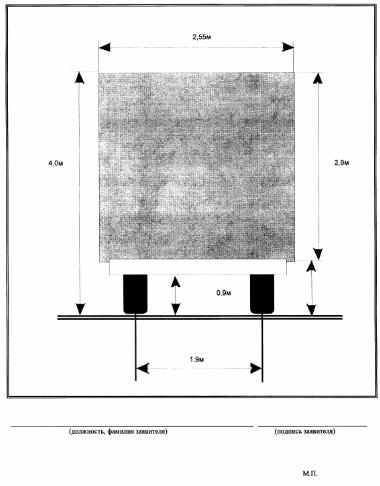 2,55м
4,0м
2,9м
0,9м
1,9м
(должность, фамилия заявителя) (подпись заявителя)
М.П.